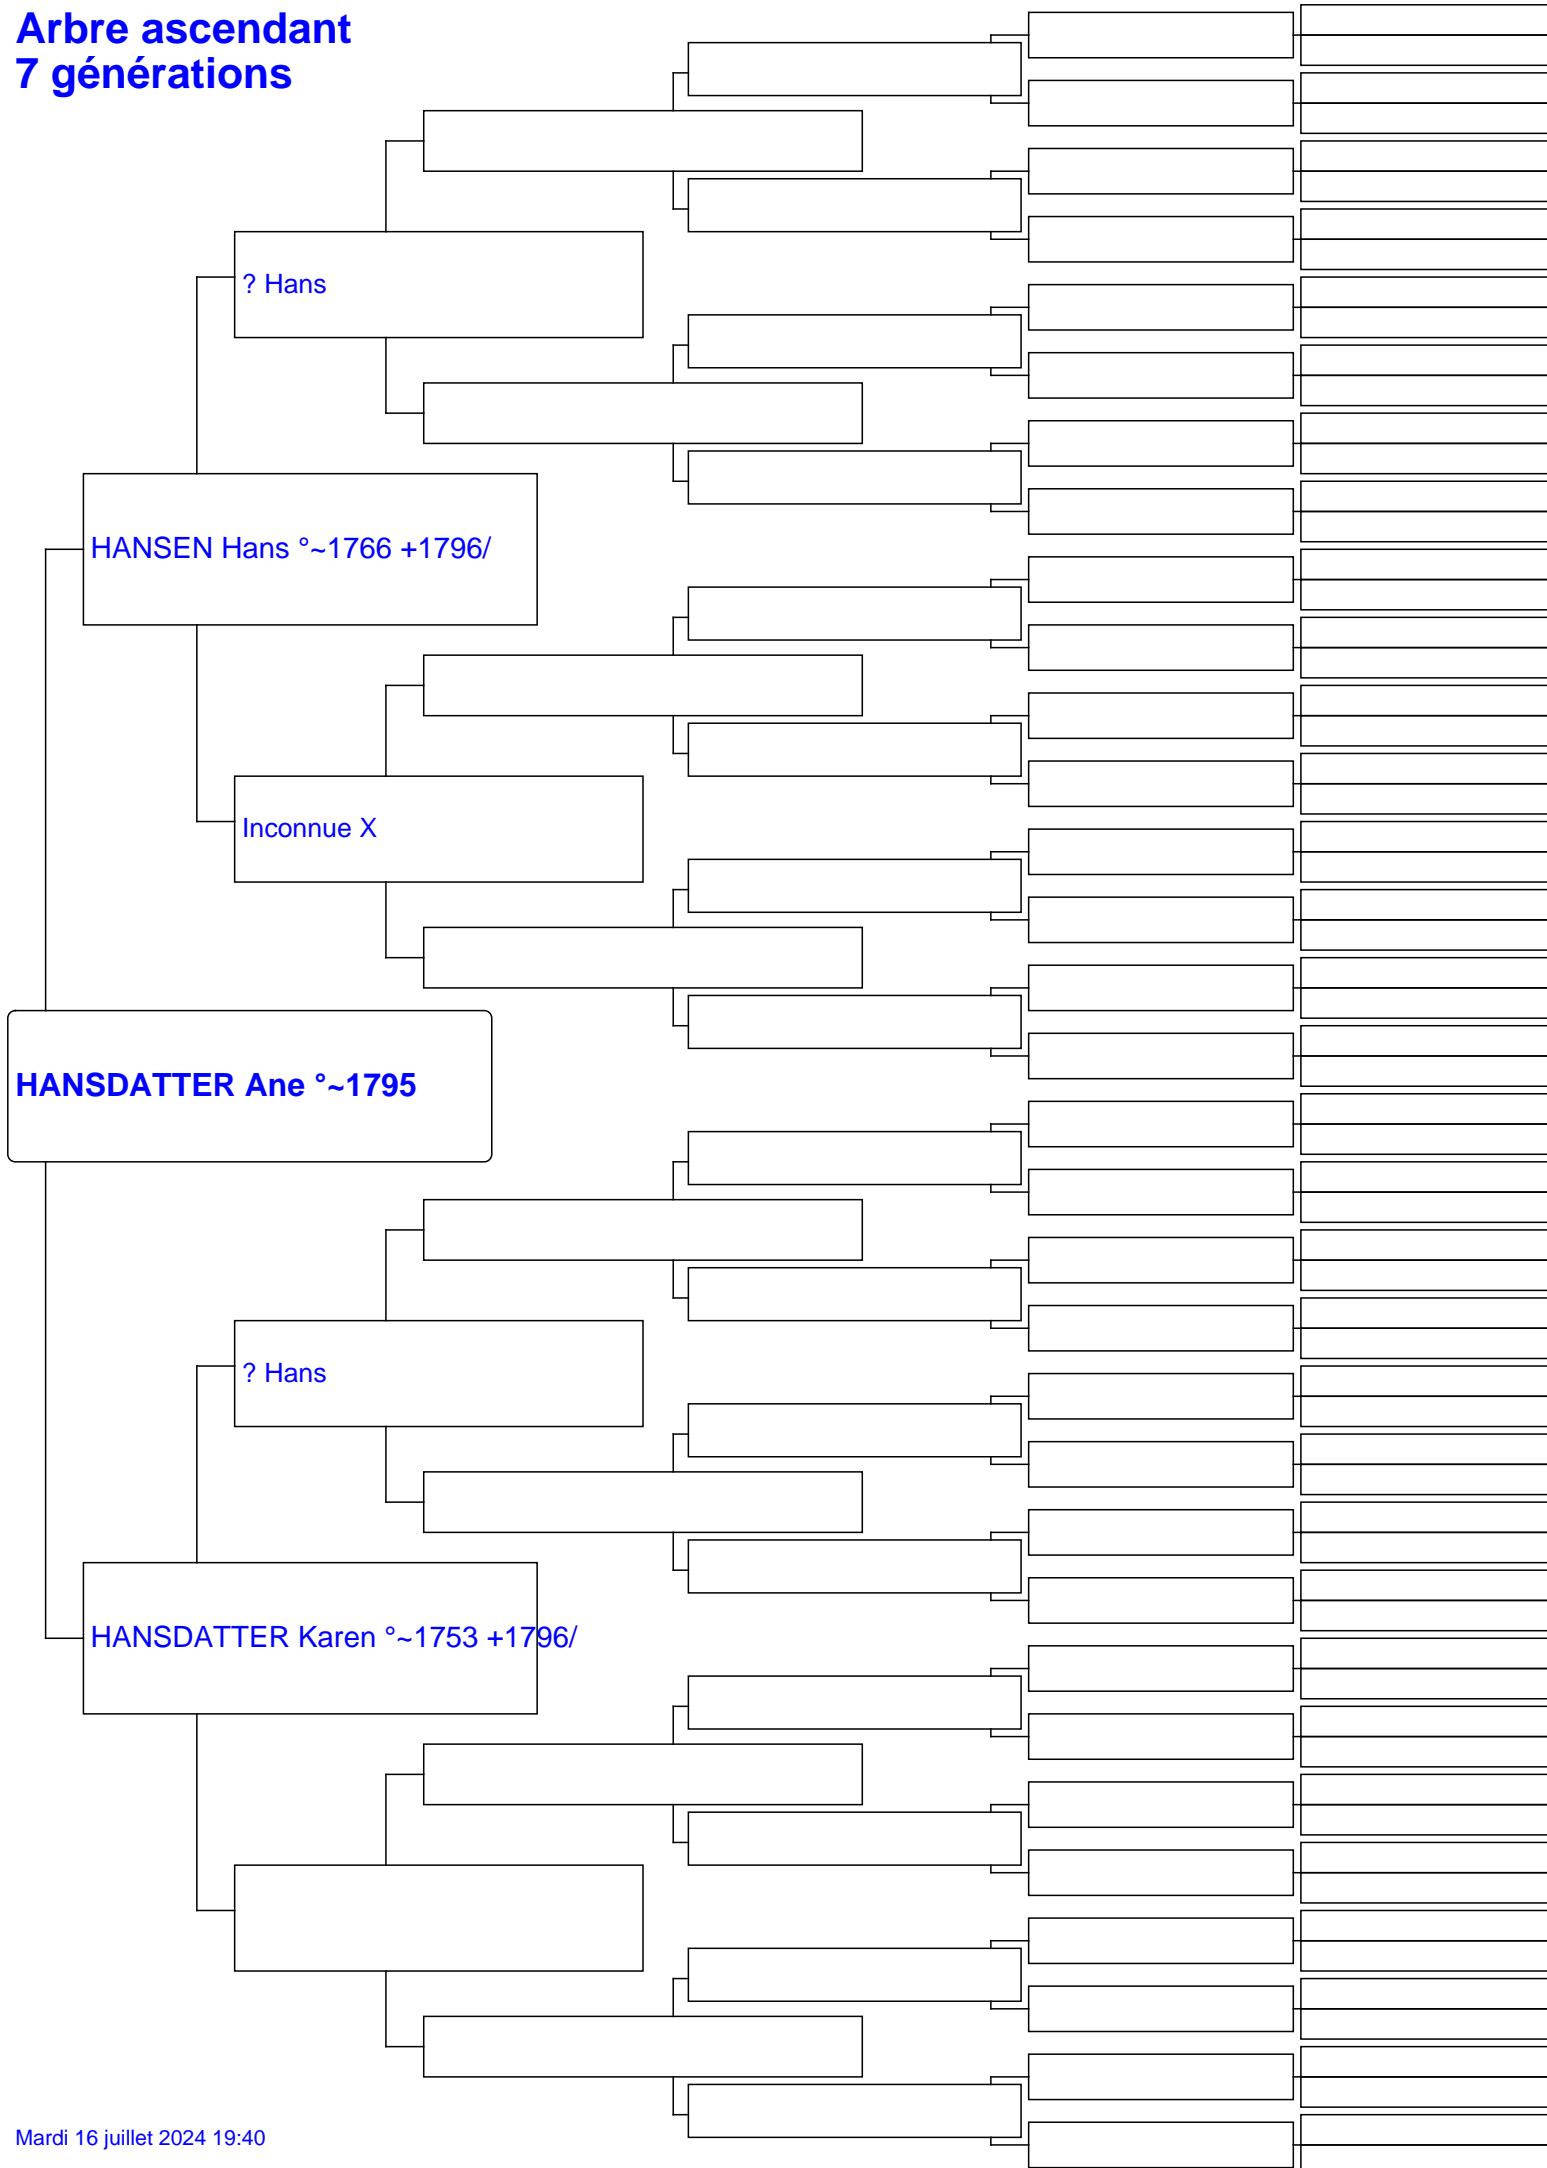 Arbre ascendant
7 générations
? Hans
HANSEN Hans °~1766 +1796/
Inconnue X
HANSDATTER Ane °~1795
? Hans
HANSDATTER Karen °~1753 +1796/
Mardi 16 juillet 2024 19:40